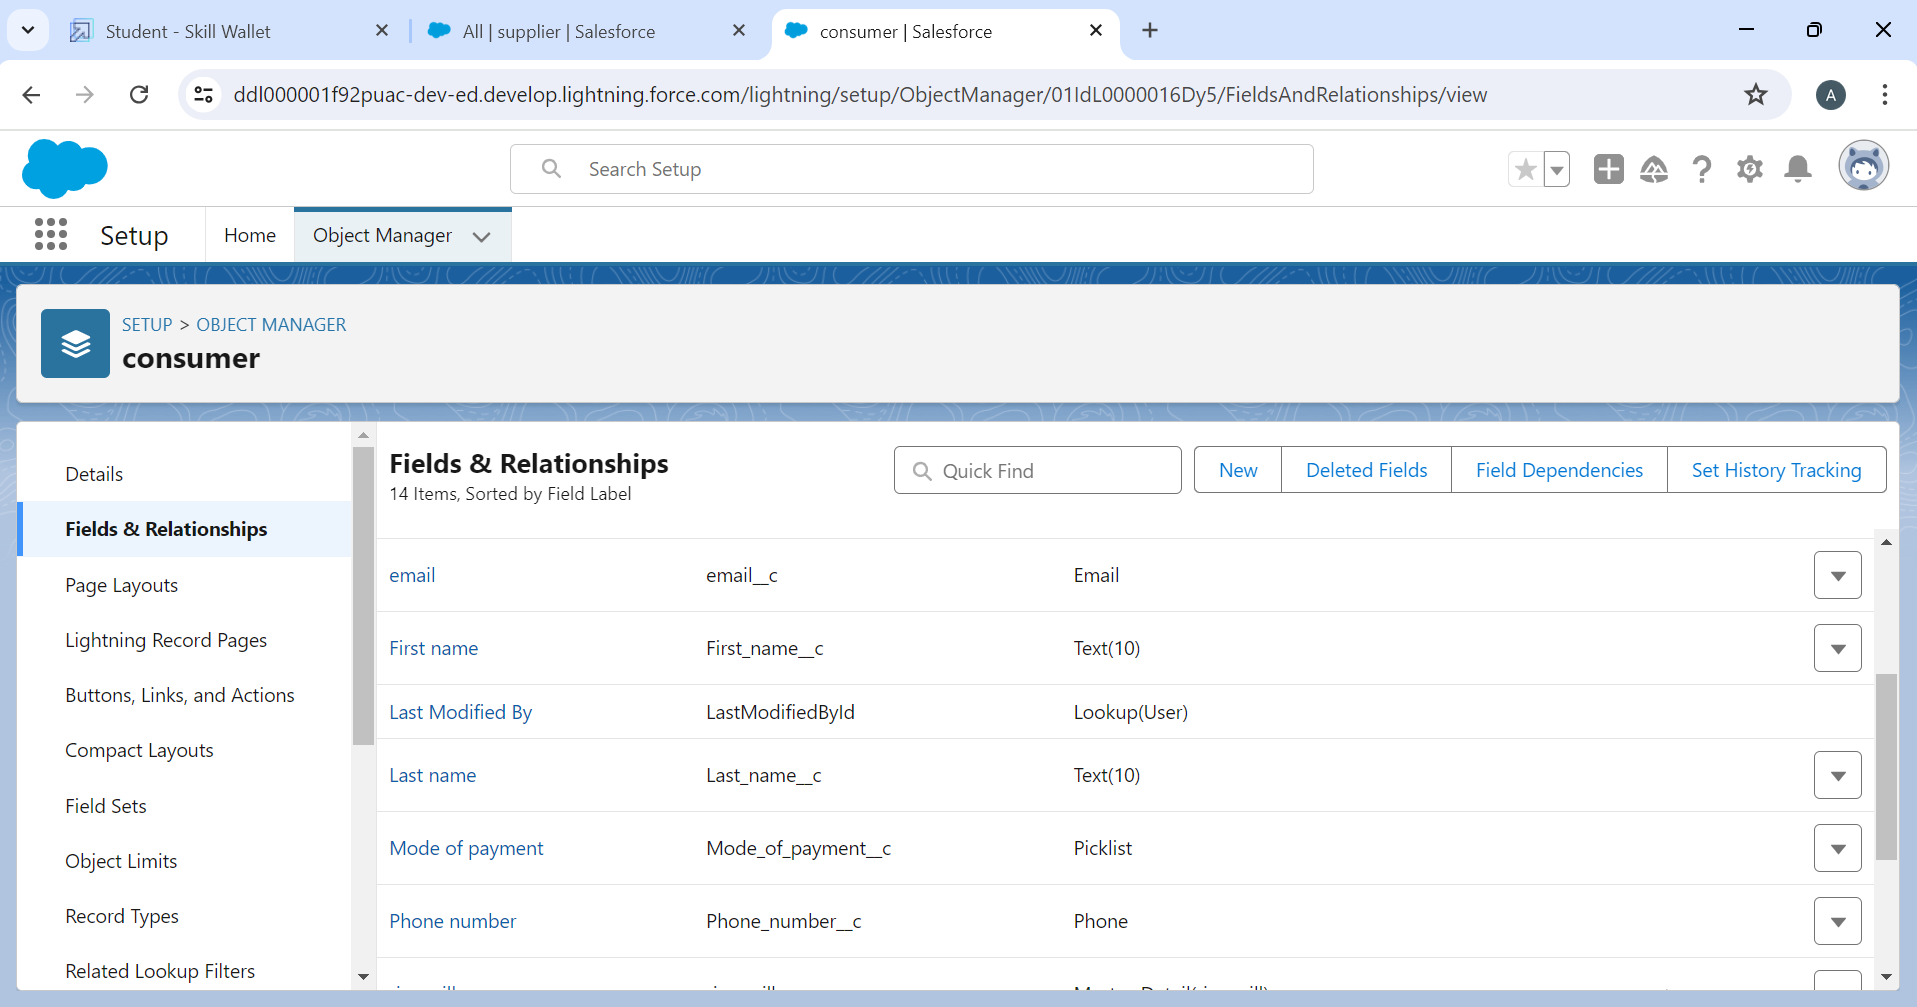 Student - Skill Wallet
All | supplier | Salesforce
consumer | Salesforce
ddl000001f92puac-dev-ed.develop.lightning.force.com/lightning/setup/ObjectManager/01IdL0000016Dy5/FieldsAndRelationships/view
A
Search Setup
Setup
Home
Object Manager
SETUP > OBJECT MANAGER
consumer
Details
Fields & Relationships
Page Layouts
Lightning Record Pages
Buttons, Links, and Actions
Compact Layouts
Field Sets
Object Limits
Record Types
Related Lookup Filters
Fields & Relationships
14 Items, Sorted by Field Label
Quick Find
New
Deleted Fields
Field Dependencies
Set History Tracking
email email__c Email
First name First_name__c Text(10)
Last Modified By LastModifiedById Lookup(User)
Last name Last_name__c Text(10)
Mode of payment Mode_of_payment__c Picklist
Phone number Phone_number__c Phone